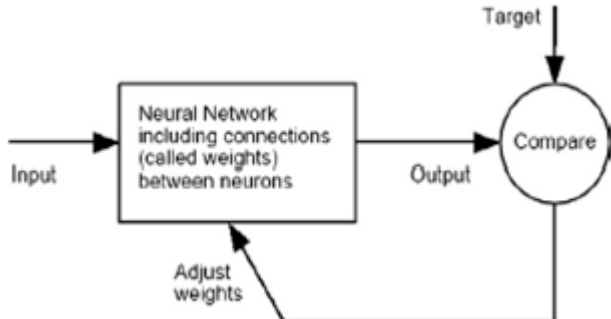 Target
Neural Network
including connections
(called weights)
between neurons
Compare
Input
Output
Adjust
weights